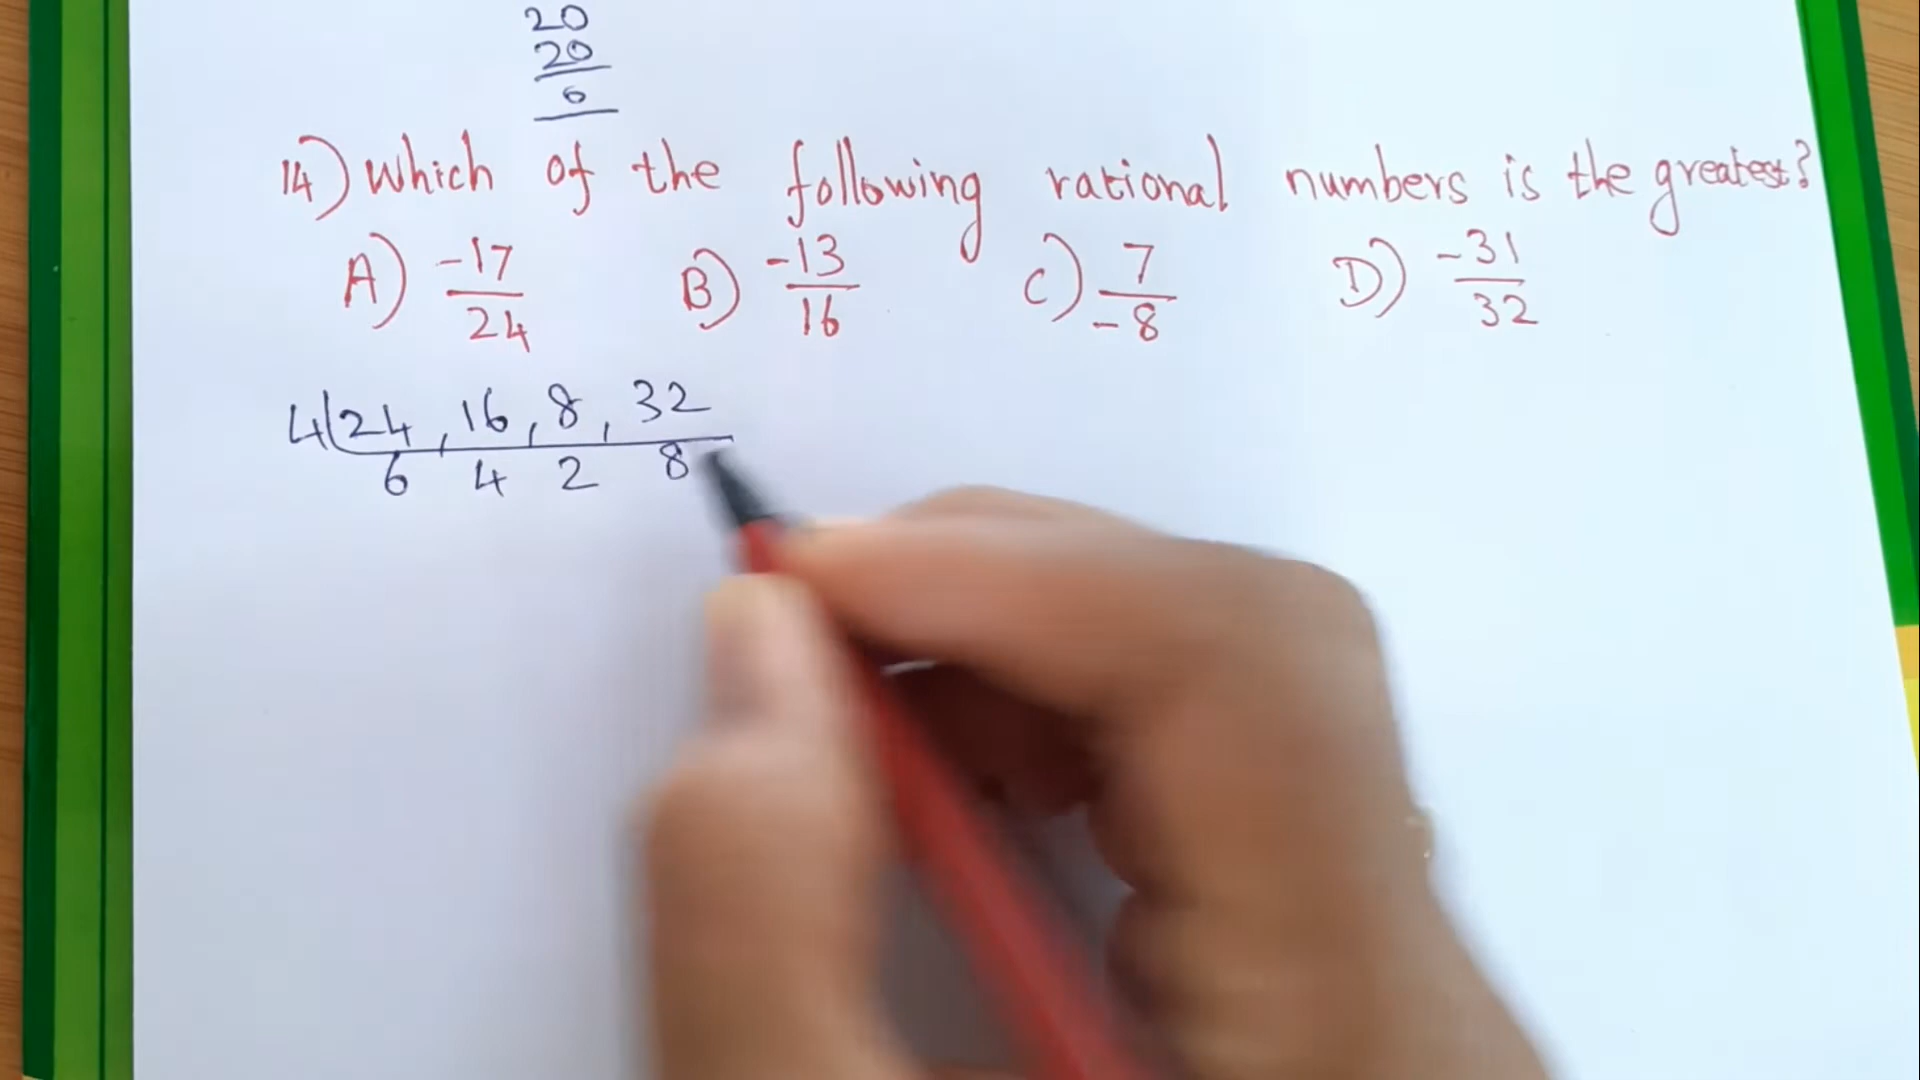 20
20
6
14) Which of the following rational numbers is the greatest?
A) -17/24 B) -13/16 C) 7/-8 D) -31/32
4 24, 16, 8, 32
6 4 2 8